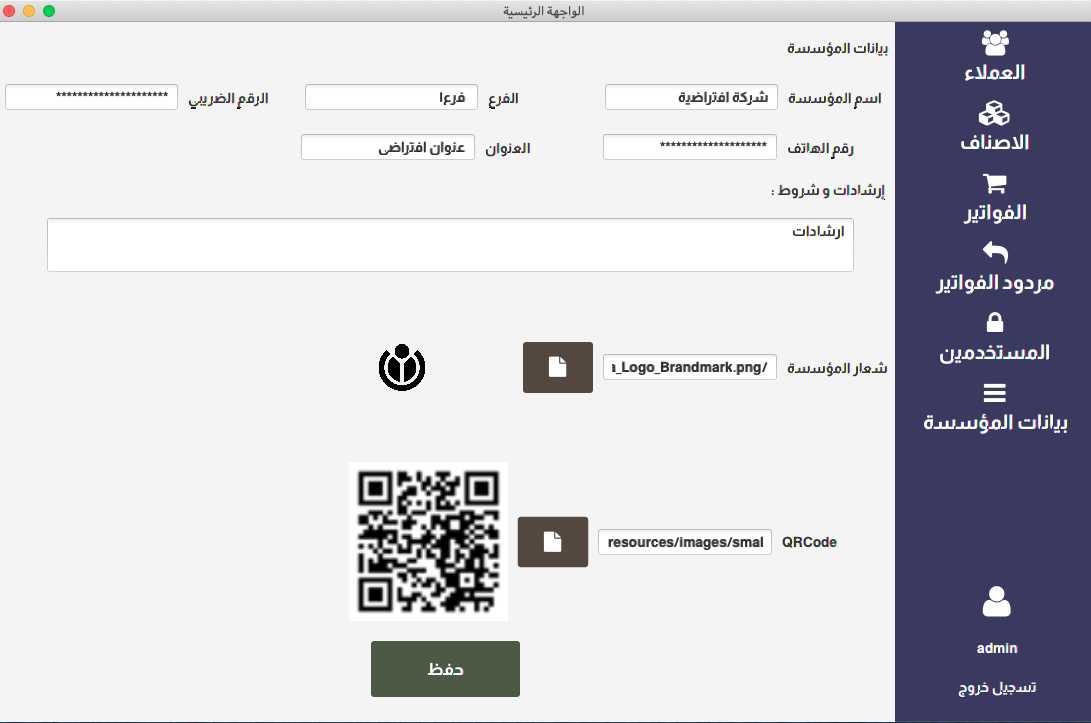 الواجهة الرئيسية
العملاء
الاصناف
الفواتير
مردود الفواتير
المستخدمين
بيانات المؤسسة
admin
تسجيل خروج
بيانات المؤسسة
اسم المؤسسة شركة افتراضية الفرع فرع1 الرقم الضريبي *********************
رقم الهاتف ******************** العنوان عنوان افتراضي
إرشادات و شروط :
ارشادات
شعار المؤسسة a_Logo_Brandmark.png/
QRCode resources/images/smal
حفظ